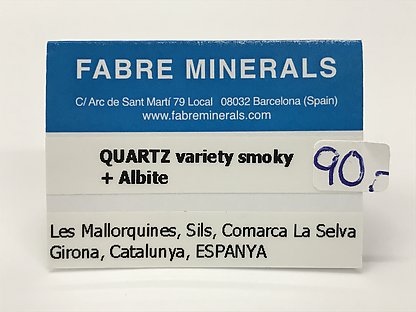 FABRE MINERALS
C/ Arc de Sant Martí 79 Local 08032 Barcelona (Spain)
www.fabreminerals.com
QUARTZ variety smoky
+ Albite
90,-
Les Mallorquines, Sils, Comarca La Selva
Girona, Catalunya, ESPANYA